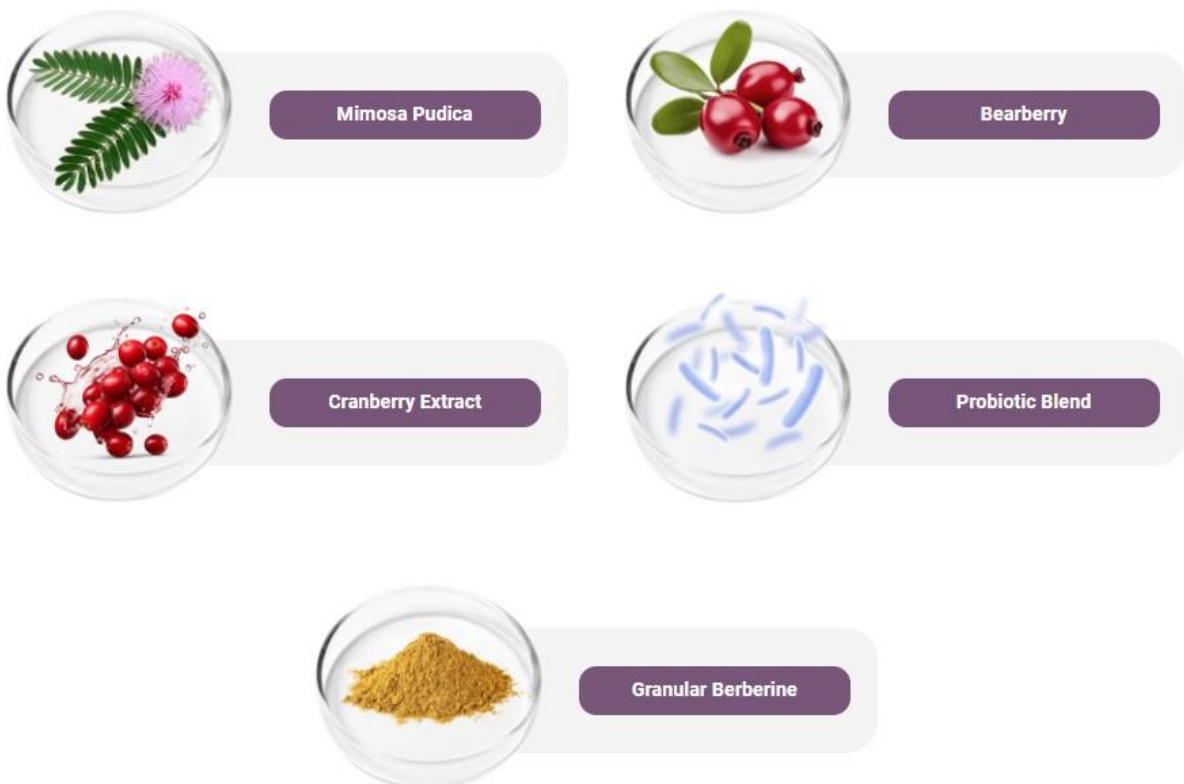 Mimosa Pudica
Bearberry
Cranberry Extract
Probiotic Blend
Granular Berberine